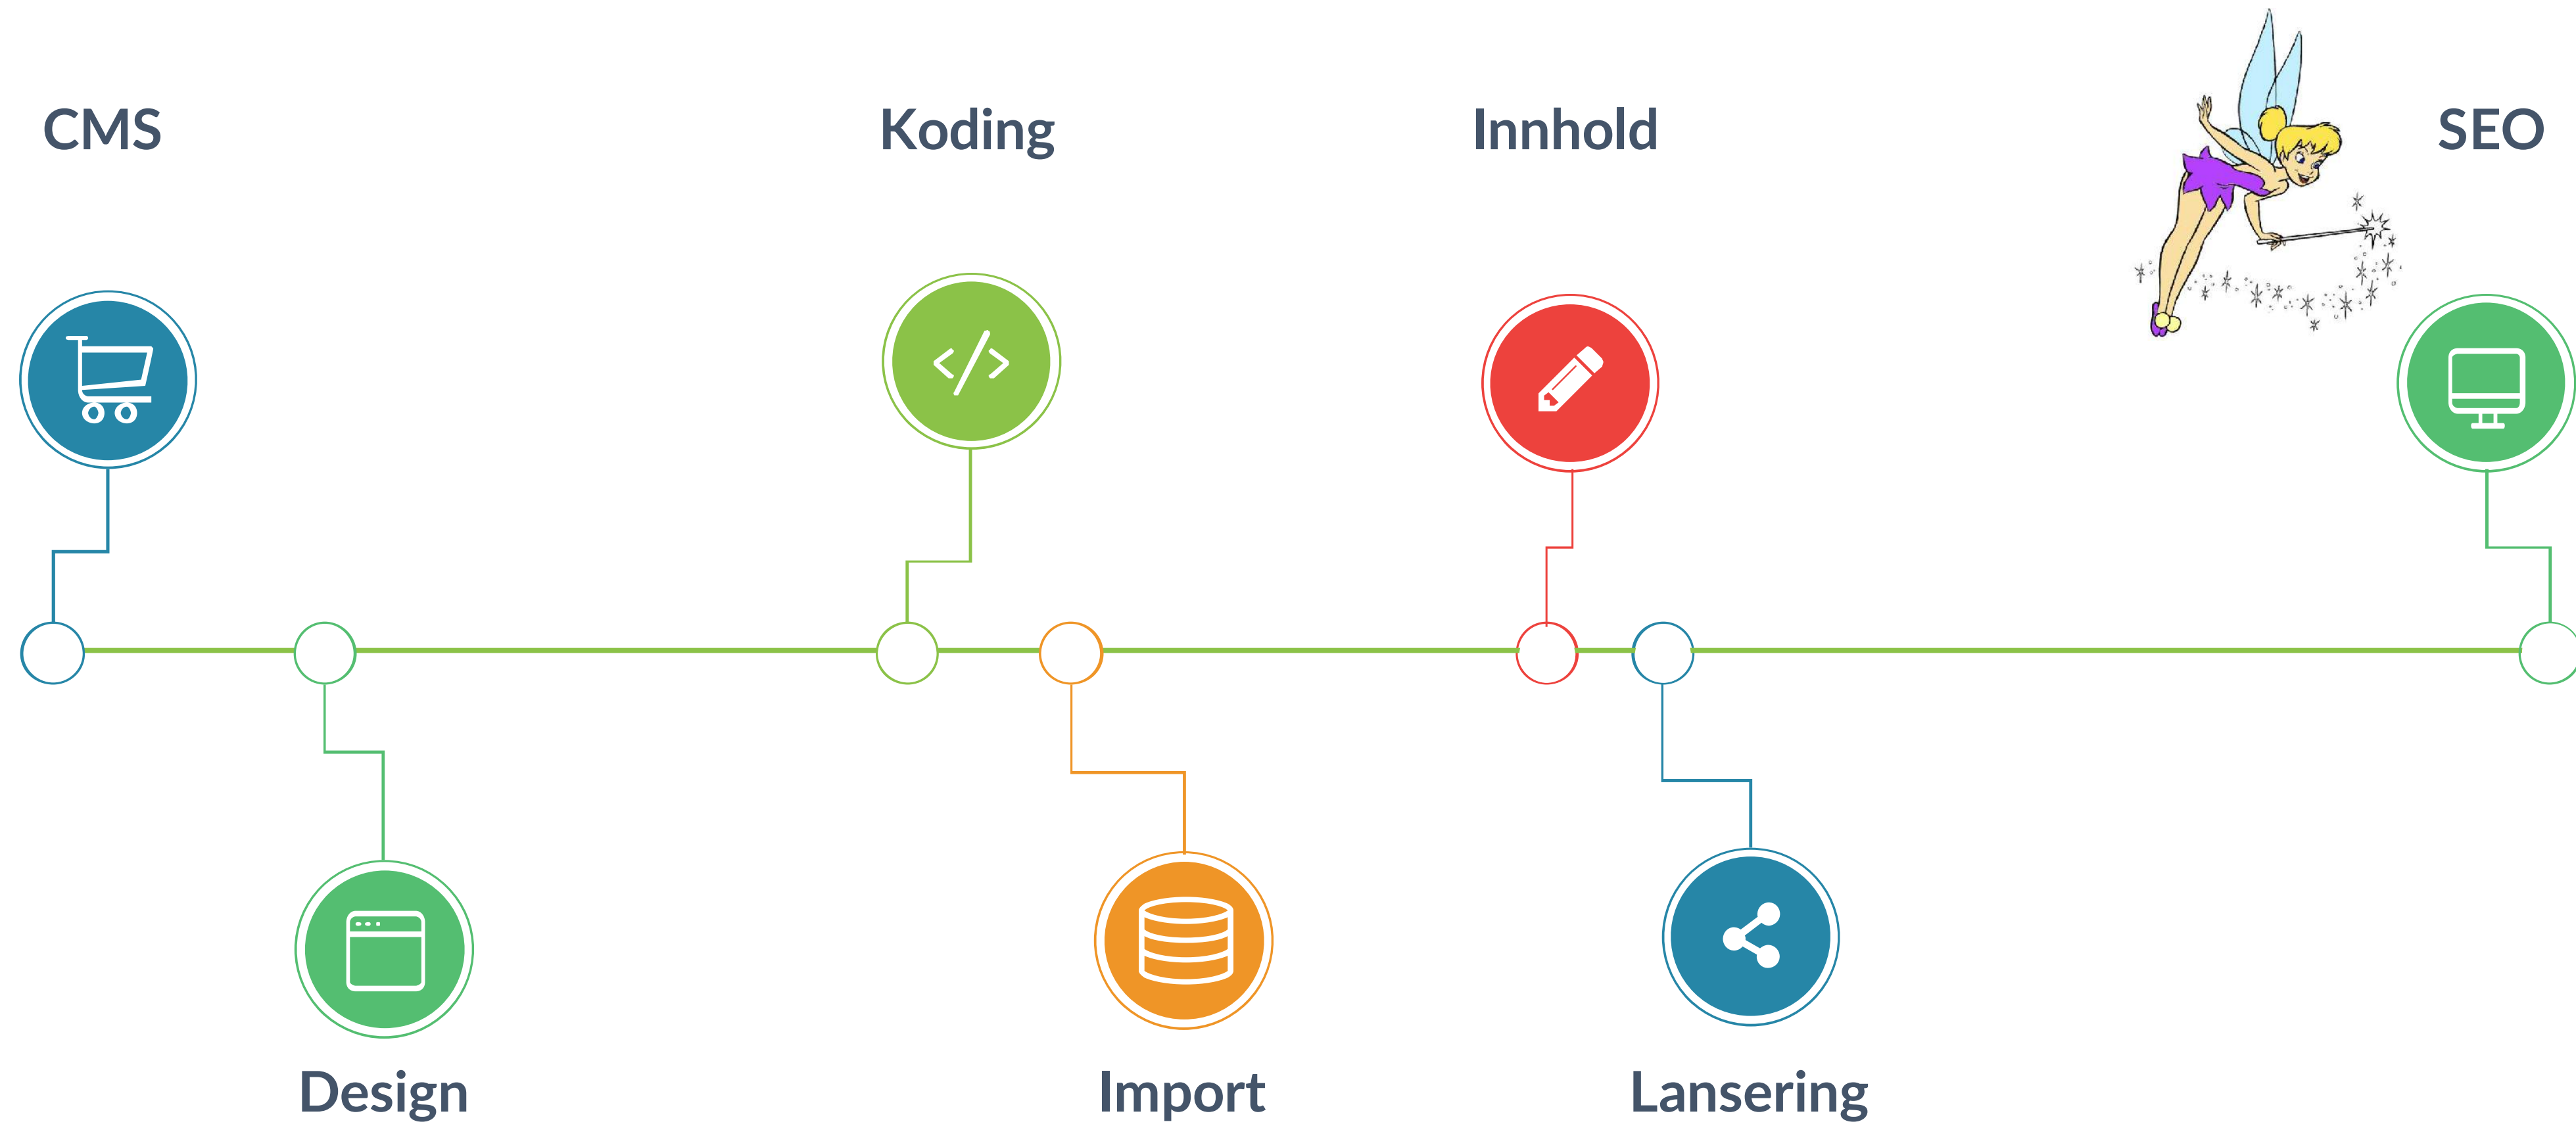 CMS
Koding
Innhold
SEO
Design
Import
Lansering